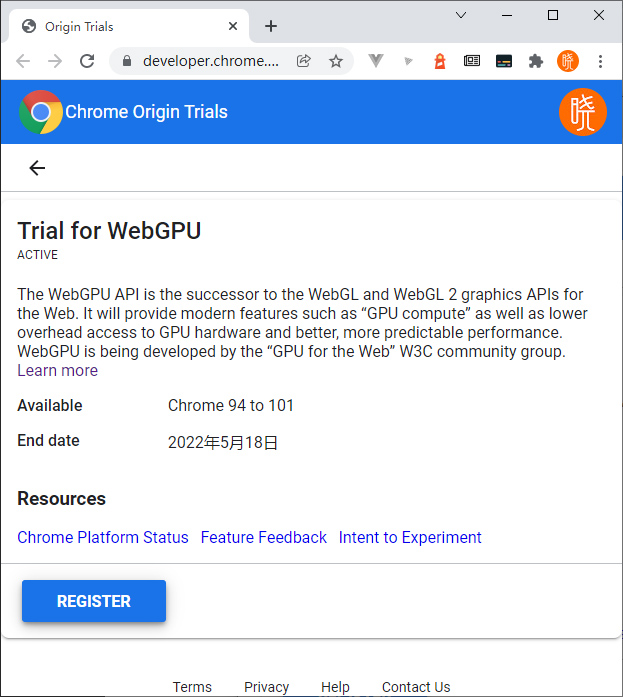 Origin Trials
developer.chrome....
Chrome Origin Trials
晓
Trial for WebGPU
ACTIVE
The WebGPU API is the successor to the WebGL and WebGL 2 graphics APIs for
the Web. It will provide modern features such as “GPU compute” as well as lower
overhead access to GPU hardware and better, more predictable performance.
WebGPU is being developed by the “GPU for the Web” W3C community group.
Learn more
Available Chrome 94 to 101
End date 2022年5月18日
Resources
Chrome Platform Status Feature Feedback Intent to Experiment
REGISTER
Terms Privacy Help Contact Us